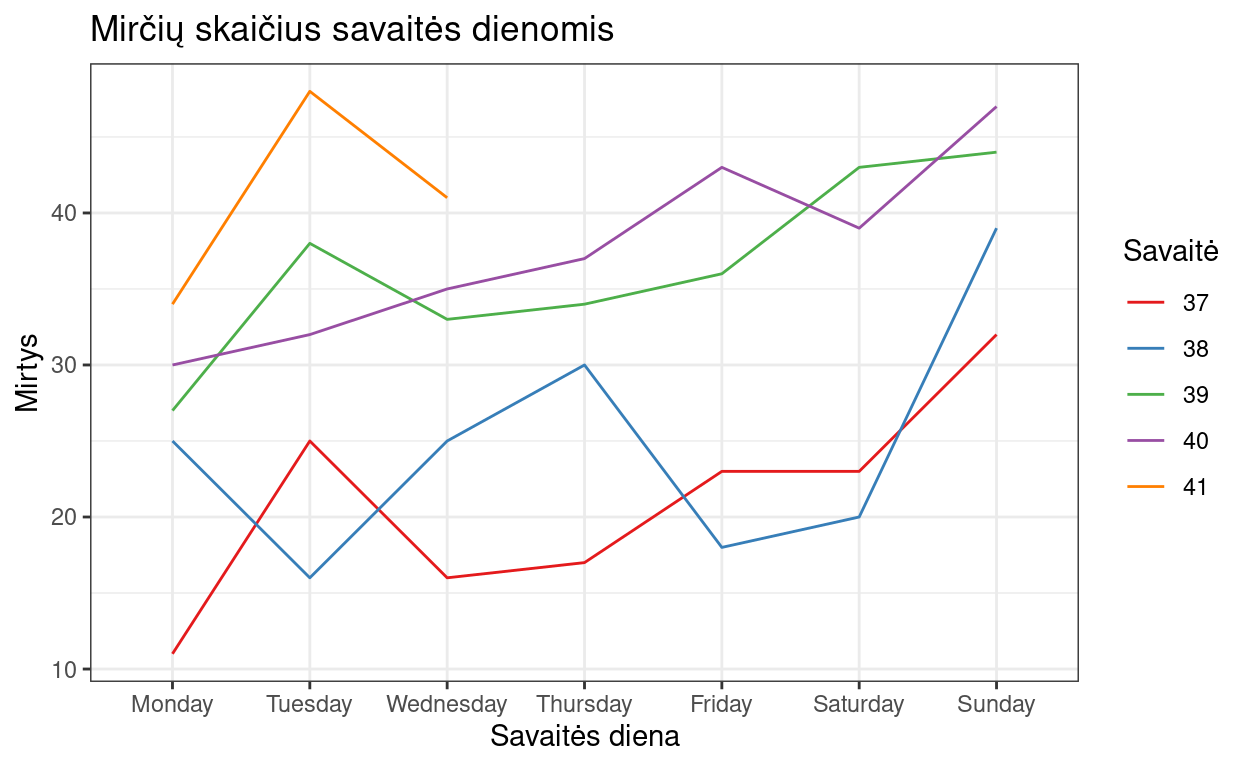 Mirčių skaičius savaitės dienomis
40
30
20
10
Mirtys
Monday Tuesday Wednesday Thursday Friday Saturday Sunday
Savaitės diena
Savaitė
37
38
39
40
41